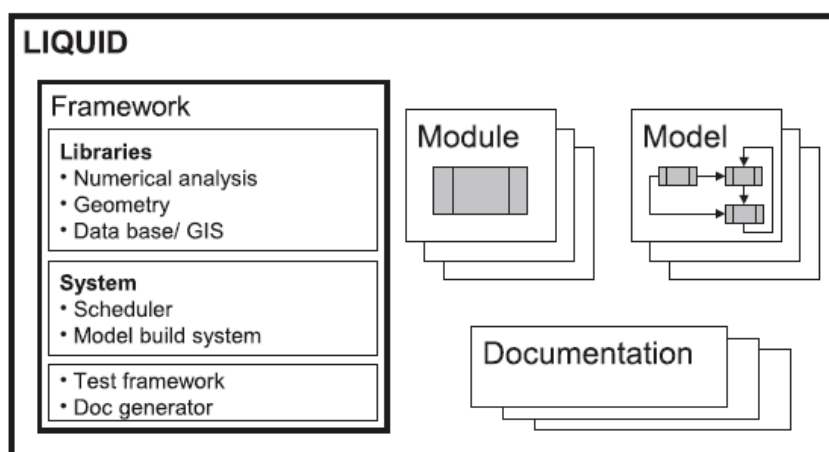 LIQUID
Framework
Libraries
• Numerical analysis
• Geometry
• Data base/ GIS
System
• Scheduler
• Model build system
• Test framework
• Doc generator
Module
Model
Documentation